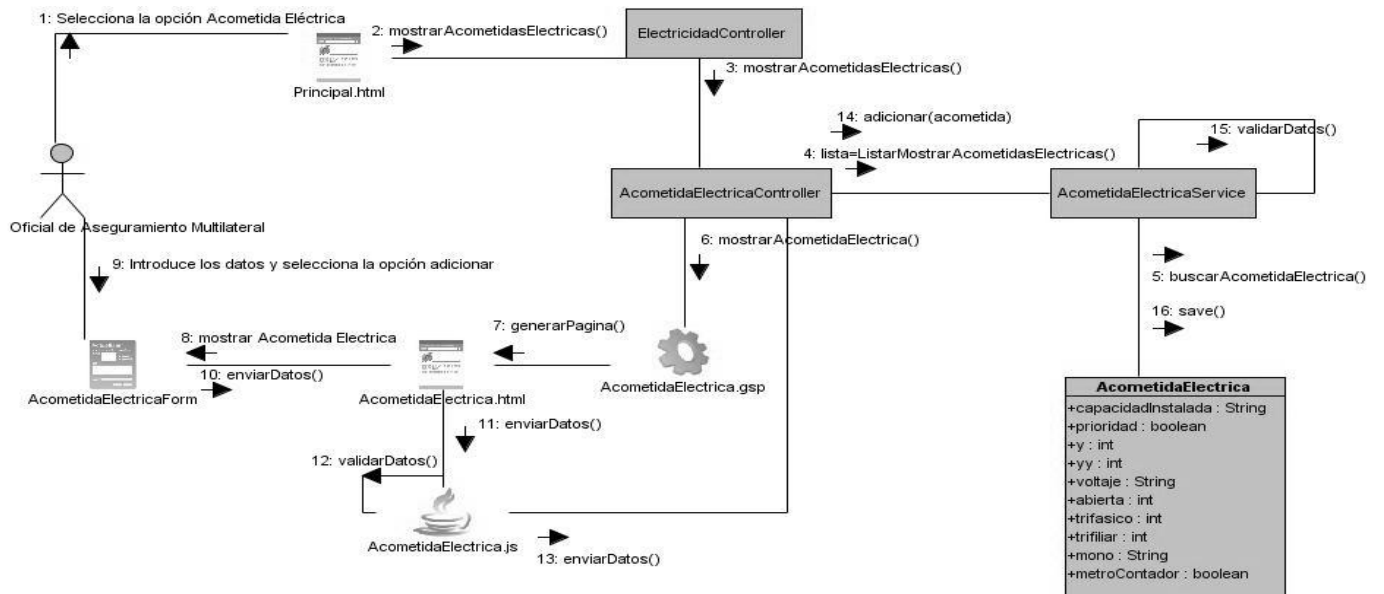 1: Selecciona la opción Acometida Eléctrica
2: mostrarAcometidasElectricas()
ElectricidadController
Principal.html
3: mostrarAcometidasElectricas()
14: adicionar(acometida)
4: lista=ListarMostrarAcometidasElectricas()
15: validarDatos()
AcometidaElectricaController
AcometidaElectricaService
Oficial de Aseguramiento Multilateral
6: mostrarAcometidaElectrica()
9: Introduce los datos y selecciona la opción adicionar
5: buscarAcometidaElectrica()
16: save()
7: generarPagina()
8: mostrar Acometida Electrica
10: enviarDatos()
AcometidaElectricaForm
AcometidaElectrica.html
AcometidaElectrica.gsp
11: enviarDatos()
12: validarDatos()
AcometidaElectrica.js
13: enviarDatos()
AcometidaElectrica
+capacidadInstalada : String
+prioridad : boolean
+y : int
+yy : int
+voltaje : String
+abierta : int
+trifasico : int
+trifiliar : int
+mono : String
+metroContador : boolean